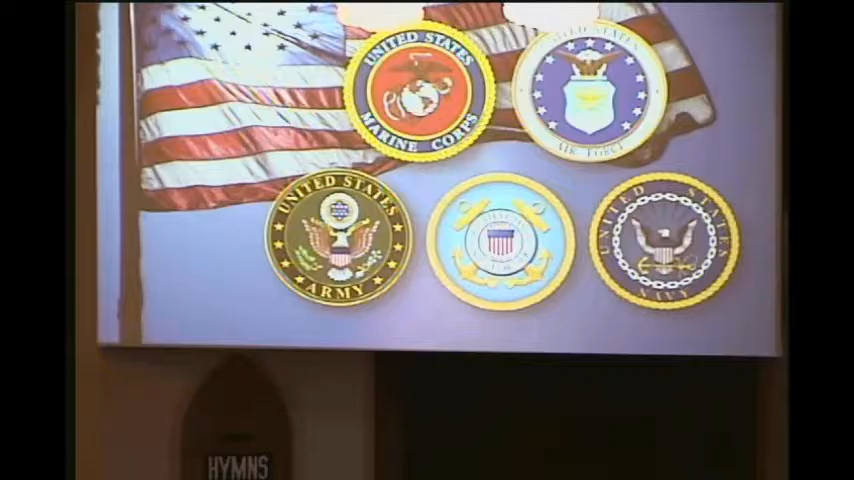 UNITED STATES
MARINE CORPS
UNITED STATES
AIR FORCE
UNITED STATES
ARMY
UNITED STATES
NAVY
HYMNS